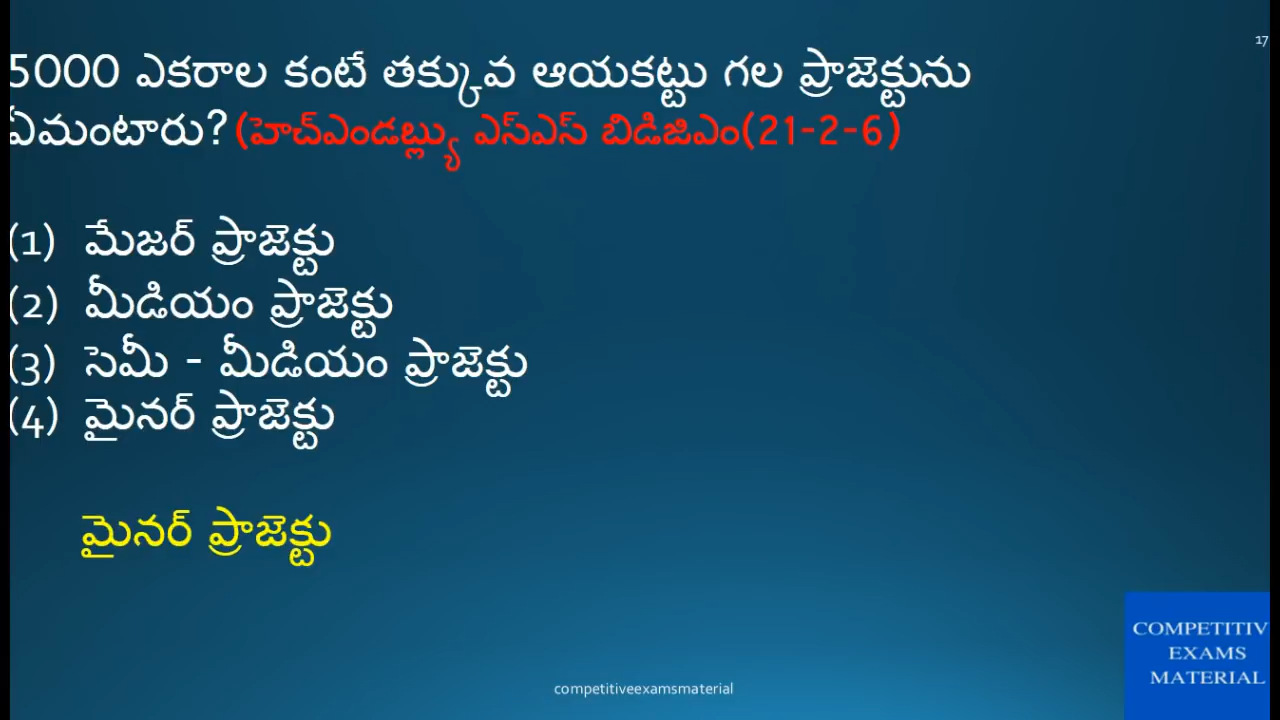 17
5000 ఎకరాల కంటే తక్కువ ఆయకట్టు గల ప్రాజెక్టును
ఏమంటారు? (హెచ్ఎండబ్ల్యు ఎస్ఎస్ బిడిజిఎం(21-2-6)
(1) మేజర్ ప్రాజెక్టు
(2) మీడియం ప్రాజెక్టు
(3) సెమీ - మీడియం ప్రాజెక్టు
(4) మైనర్ ప్రాజెక్టు
మైనర్ ప్రాజెక్టు
COMPETITIV
EXAMS
MATERIAL
competitiveexamsmaterial